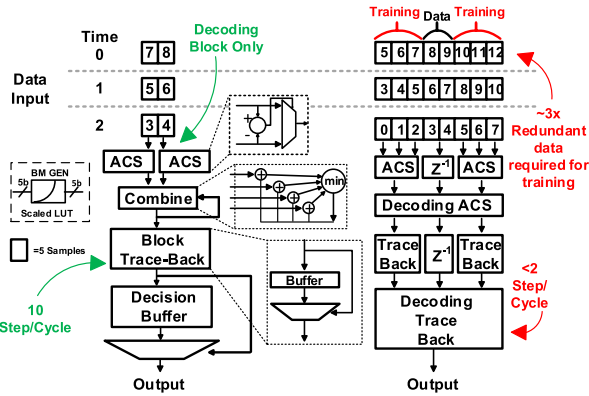 Training
Data
Training
Time
0
Decoding
Block Only
7 8
5 6 7 8 9 10 11 12
Data
Input
1
5 6
3 4 5 6 7 8 9 10
2
3 4
0 1 2 3 4 5 6 7
~3x
Redundant
data
required for
training
ACS
ACS
ACS
Z-1
ACS
BM GEN
5b
5b
Scaled LUT
Combine
min
Decoding ACS
=5 Samples
Block
Trace-Back
Buffer
Trace
Back
Z-1
Trace
Back
10
Step/Cycle
Decision
Buffer
Decoding
Trace
Back
<2
Step/
Cycle
Output
Output